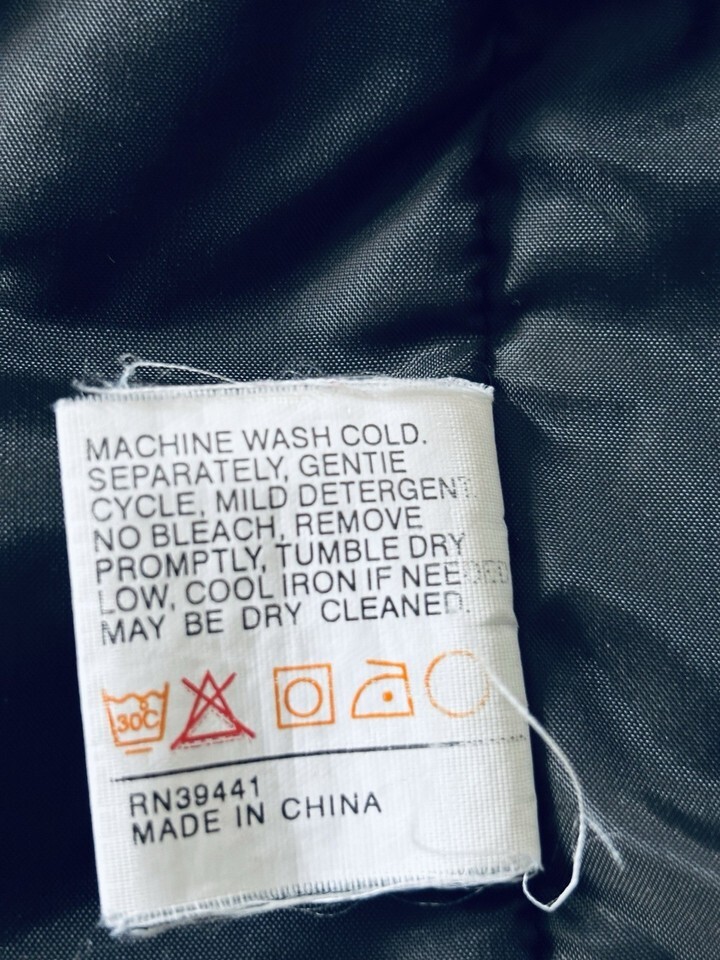 MACHINE WASH COLD.
SEPARATELY, GENTIE
CYCLE, MILD DETERGENT.
NO BLEACH, REMOVE
PROMPTLY, TUMBLE DRY
LOW, COOL IRON IF NEEDED
MAY BE DRY CLEANED.
30C
RN39441
MADE IN CHINA